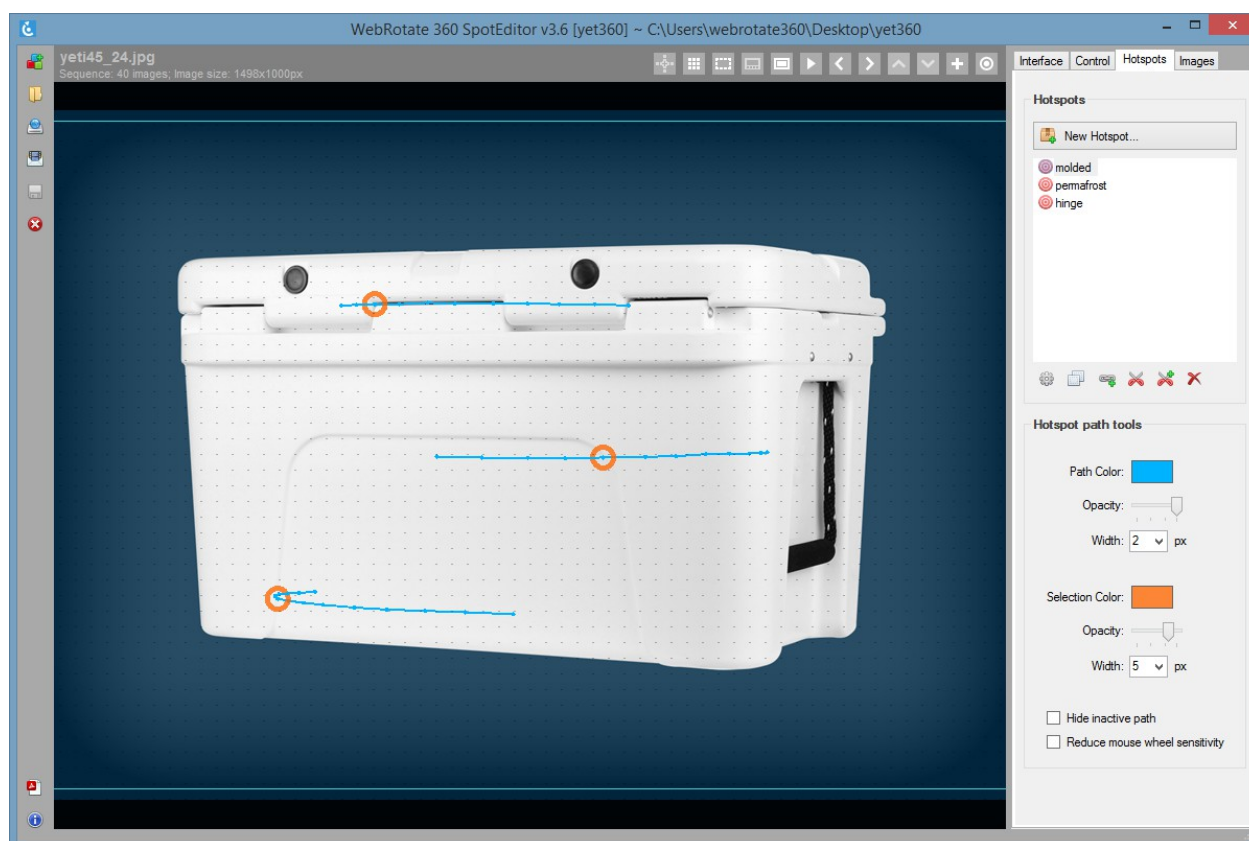 WebRotate 360 SpotEditor v3.6 [yet360] ~ C:\Users\webrotate360\Desktop\yet360
yeti45_24.jpg
Sequence: 40 images; Image size: 1498x1000px
Interface Control Hotspots Images
Hotspots
New Hotspot...
molded
permafrost
hinge
Hotspot path tools
Path Color:
Opacity:
Width: 2 px
Selection Color:
Opacity:
Width: 5 px
Hide inactive path
Reduce mouse wheel sensitivity